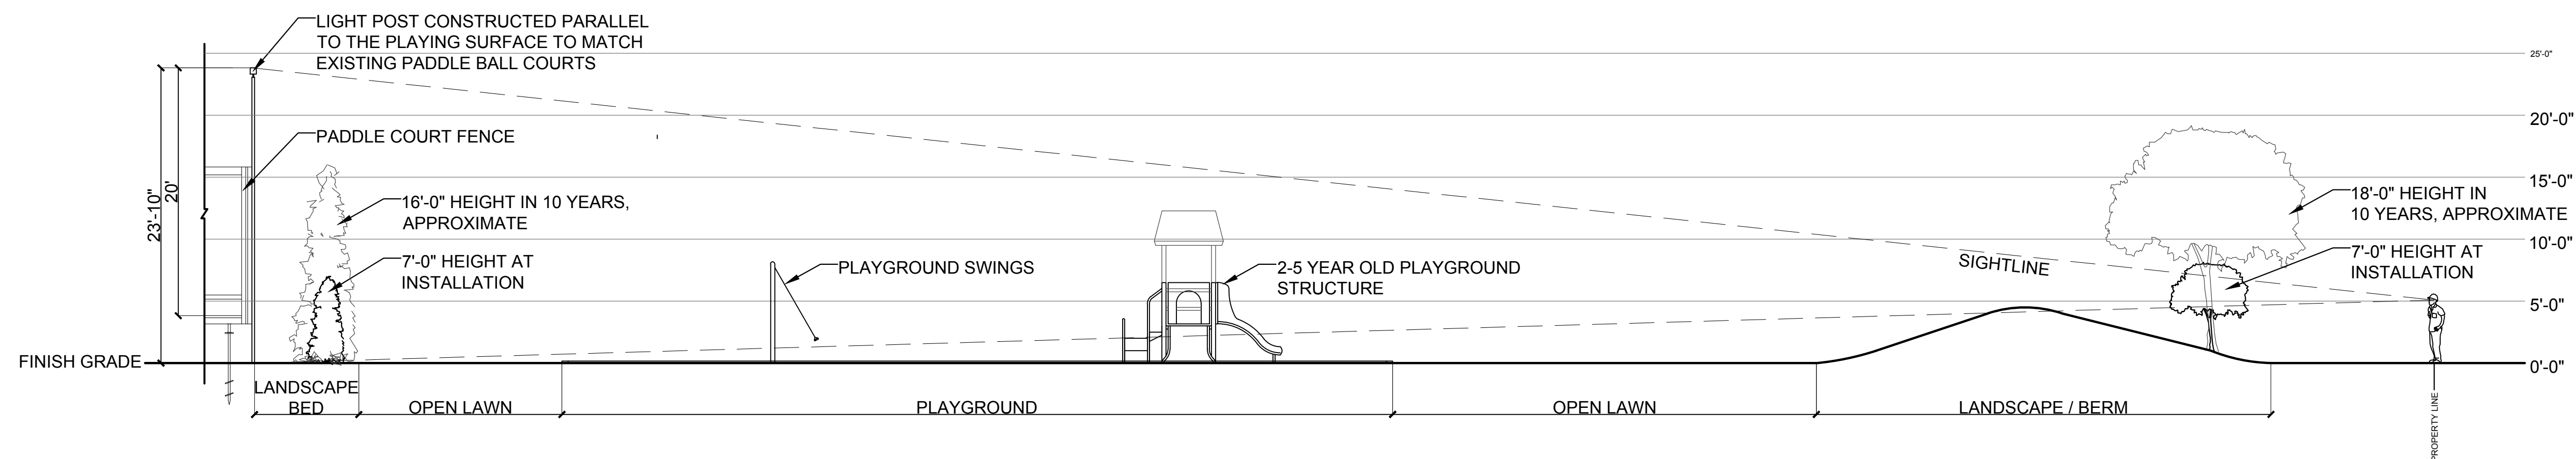 LIGHT POST CONSTRUCTED PARALLEL
TO THE PLAYING SURFACE TO MATCH
EXISTING PADDLE BALL COURTS
25'-0"
PADDLE COURT FENCE
20'-0"
23'-10"
20'
16'-0" HEIGHT IN 10 YEARS,
APPROXIMATE
15'-0"
18'-0" HEIGHT IN
10 YEARS, APPROXIMATE
10'-0"
7'-0" HEIGHT AT
INSTALLATION
PLAYGROUND SWINGS
2-5 YEAR OLD PLAYGROUND
STRUCTURE
SIGHTLINE
7'-0" HEIGHT AT
INSTALLATION
5'-0"
FINISH GRADE
0'-0"
LANDSCAPE
BED
OPEN LAWN
PLAYGROUND
OPEN LAWN
LANDSCAPE / BERM
PROPERTY LINE